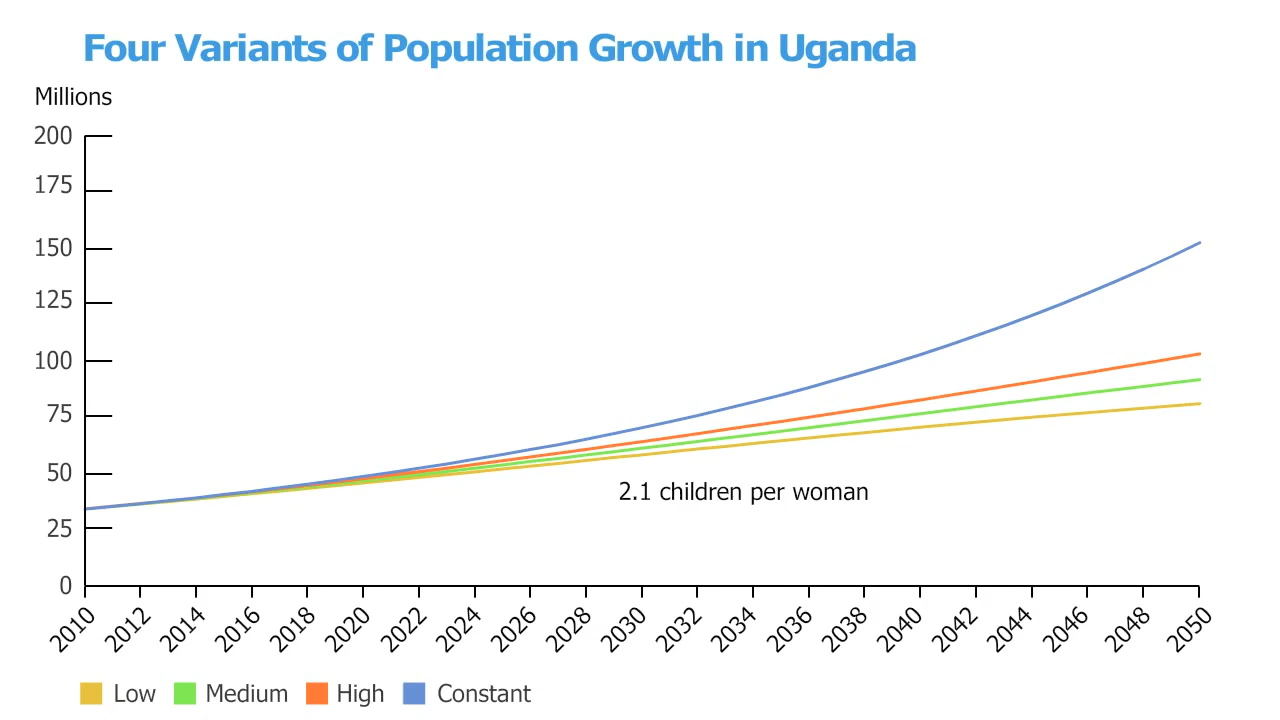 Four Variants of Population Growth in Uganda
Millions
200
175
150
125
100
75
50
25
0
2.1 children per woman
2010 2012 2014 2016 2018 2020 2022 2024 2026 2028 2030 2032 2034 2036 2038 2040 2042 2044 2046 2048 2050
Low Medium High Constant